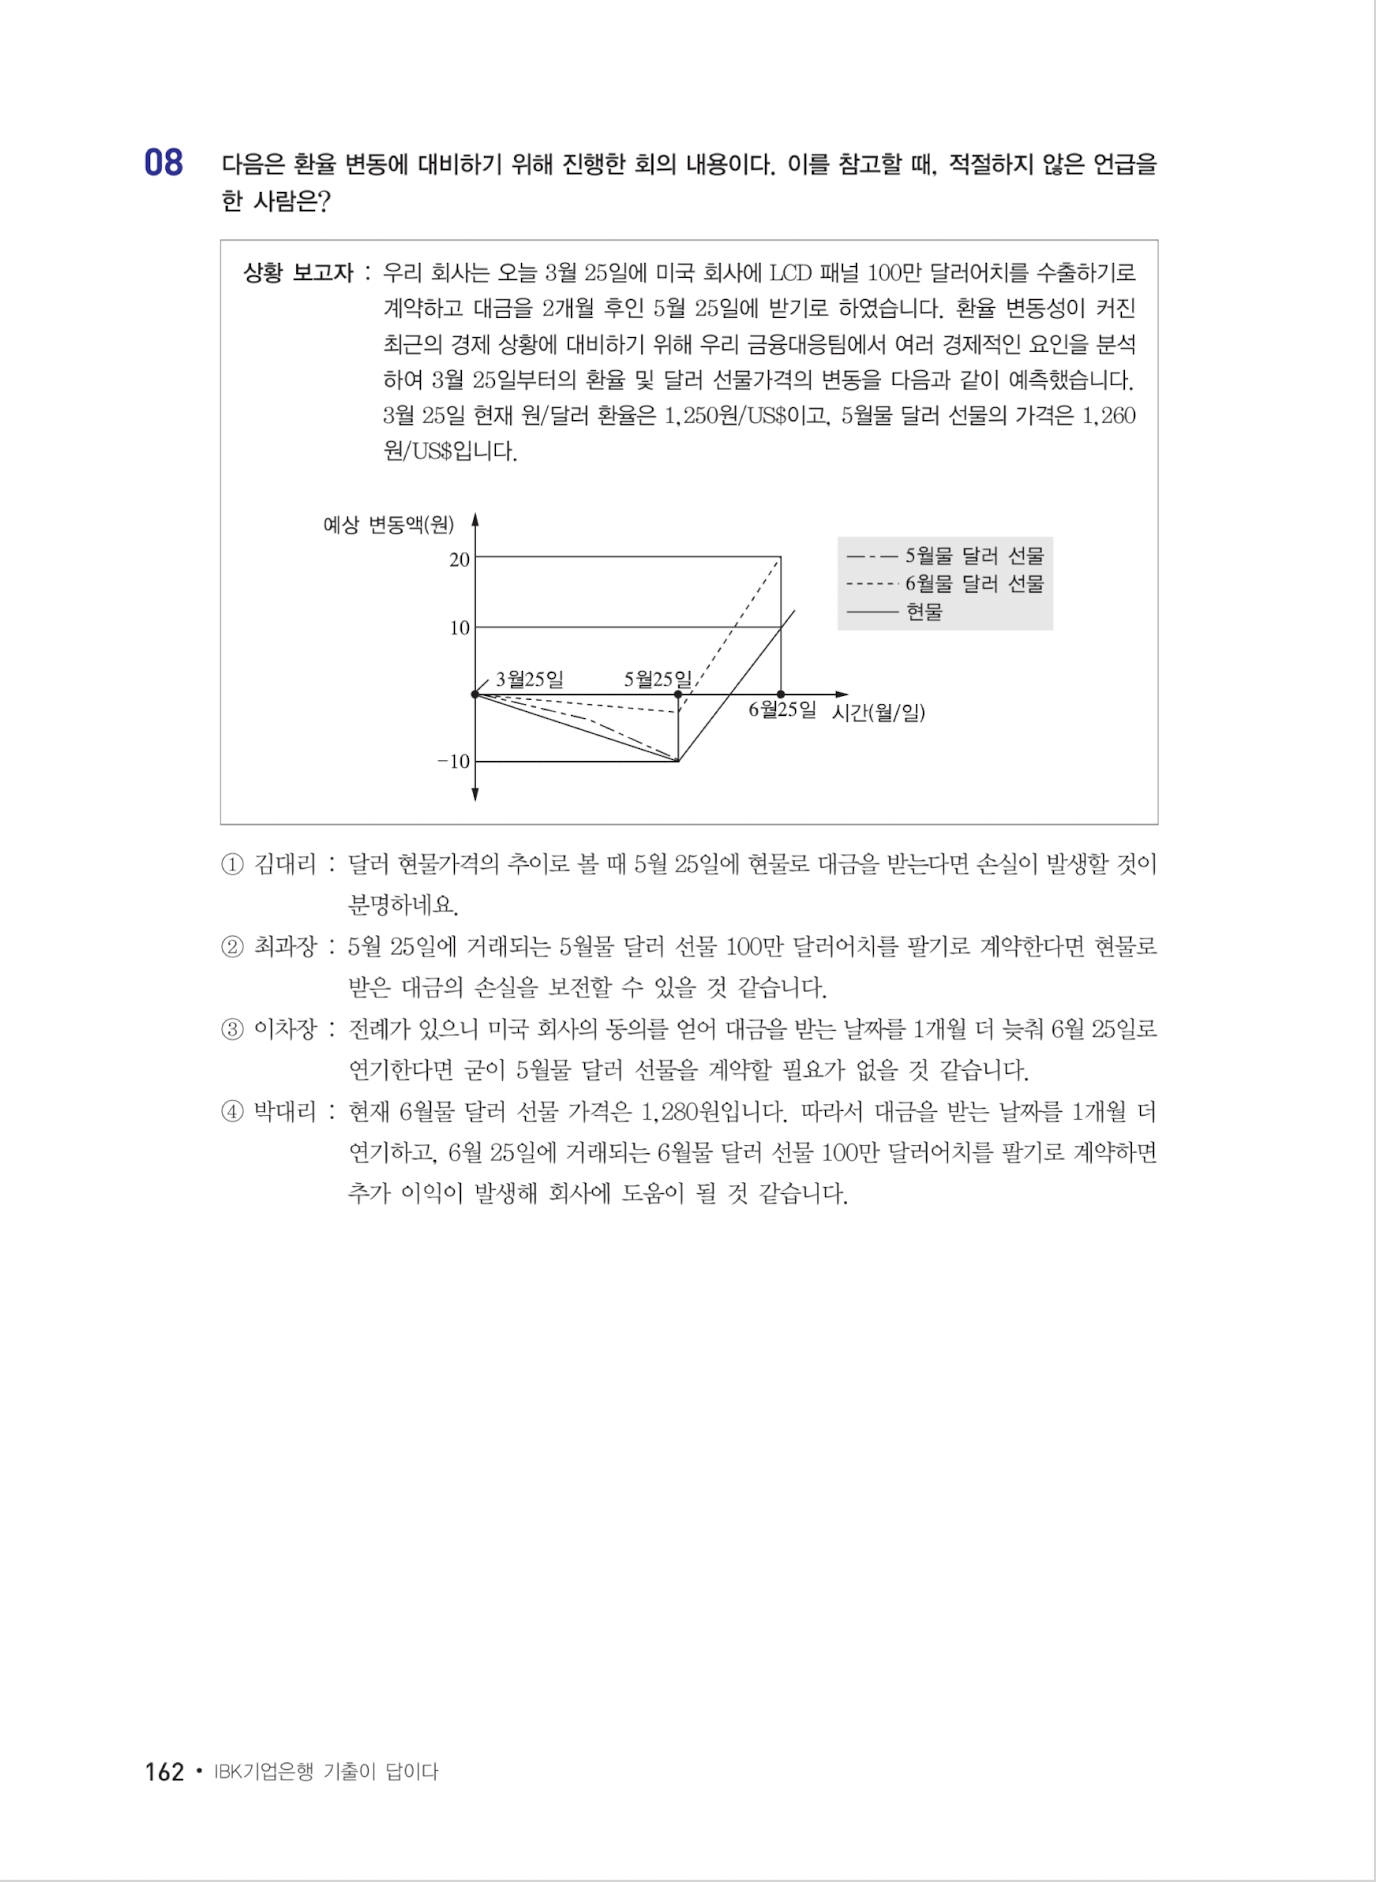 08 다음은 환율 변동에 대비하기 위해 진행한 회의 내용이다. 이를 참고할 때, 적절하지 않은 언급을
한 사람은?
상황 보고자 : 우리 회사는 오늘 3월 25일에 미국 회사에 LCD 패널 100만 달러어치를 수출하기로
계약하고 대금을 2개월 후인 5월 25일에 받기로 하였습니다. 환율 변동성이 커진
최근의 경제 상황에 대비하기 위해 우리 금융대응팀에서 여러 경제적인 요인을 분석
하여 3월 25일부터의 환율 및 달러 선물가격의 변동을 다음과 같이 예측했습니다.
3월 25일 현재 원/달러 환율은 1,250원/US$이고, 5월물 달러 선물의 가격은 1,260
원/US$입니다.
예상 변동액(원)
20
10
-10
3월25일
5월25일
6월25일
시간(월/일)
5월물 달러 선물
6월물 달러 선물
현물
① 김대리 : 달러 현물가격의 추이로 볼 때 5월 25일에 현물로 대금을 받는다면 손실이 발생할 것이
분명하네요.
② 최과장 : 5월 25일에 거래되는 5월물 달러 선물 100만 달러어치를 팔기로 계약한다면 현물로
받은 대금의 손실을 보전할 수 있을 것 같습니다.
③ 이차장 : 전례가 있으니 미국 회사의 동의를 얻어 대금을 받는 날짜를 1개월 더 늦춰 6월 25일로
연기한다면 굳이 5월물 달러 선물을 계약할 필요가 없을 것 같습니다.
④ 박대리 : 현재 6월물 달러 선물 가격은 1,280원입니다. 따라서 대금을 받는 날짜를 1개월 더
연기하고, 6월 25일에 거래되는 6월물 달러 선물 100만 달러어치를 팔기로 계약하면
추가 이익이 발생해 회사에 도움이 될 것 같습니다.
162 • IBK기업은행 기출이 답이다